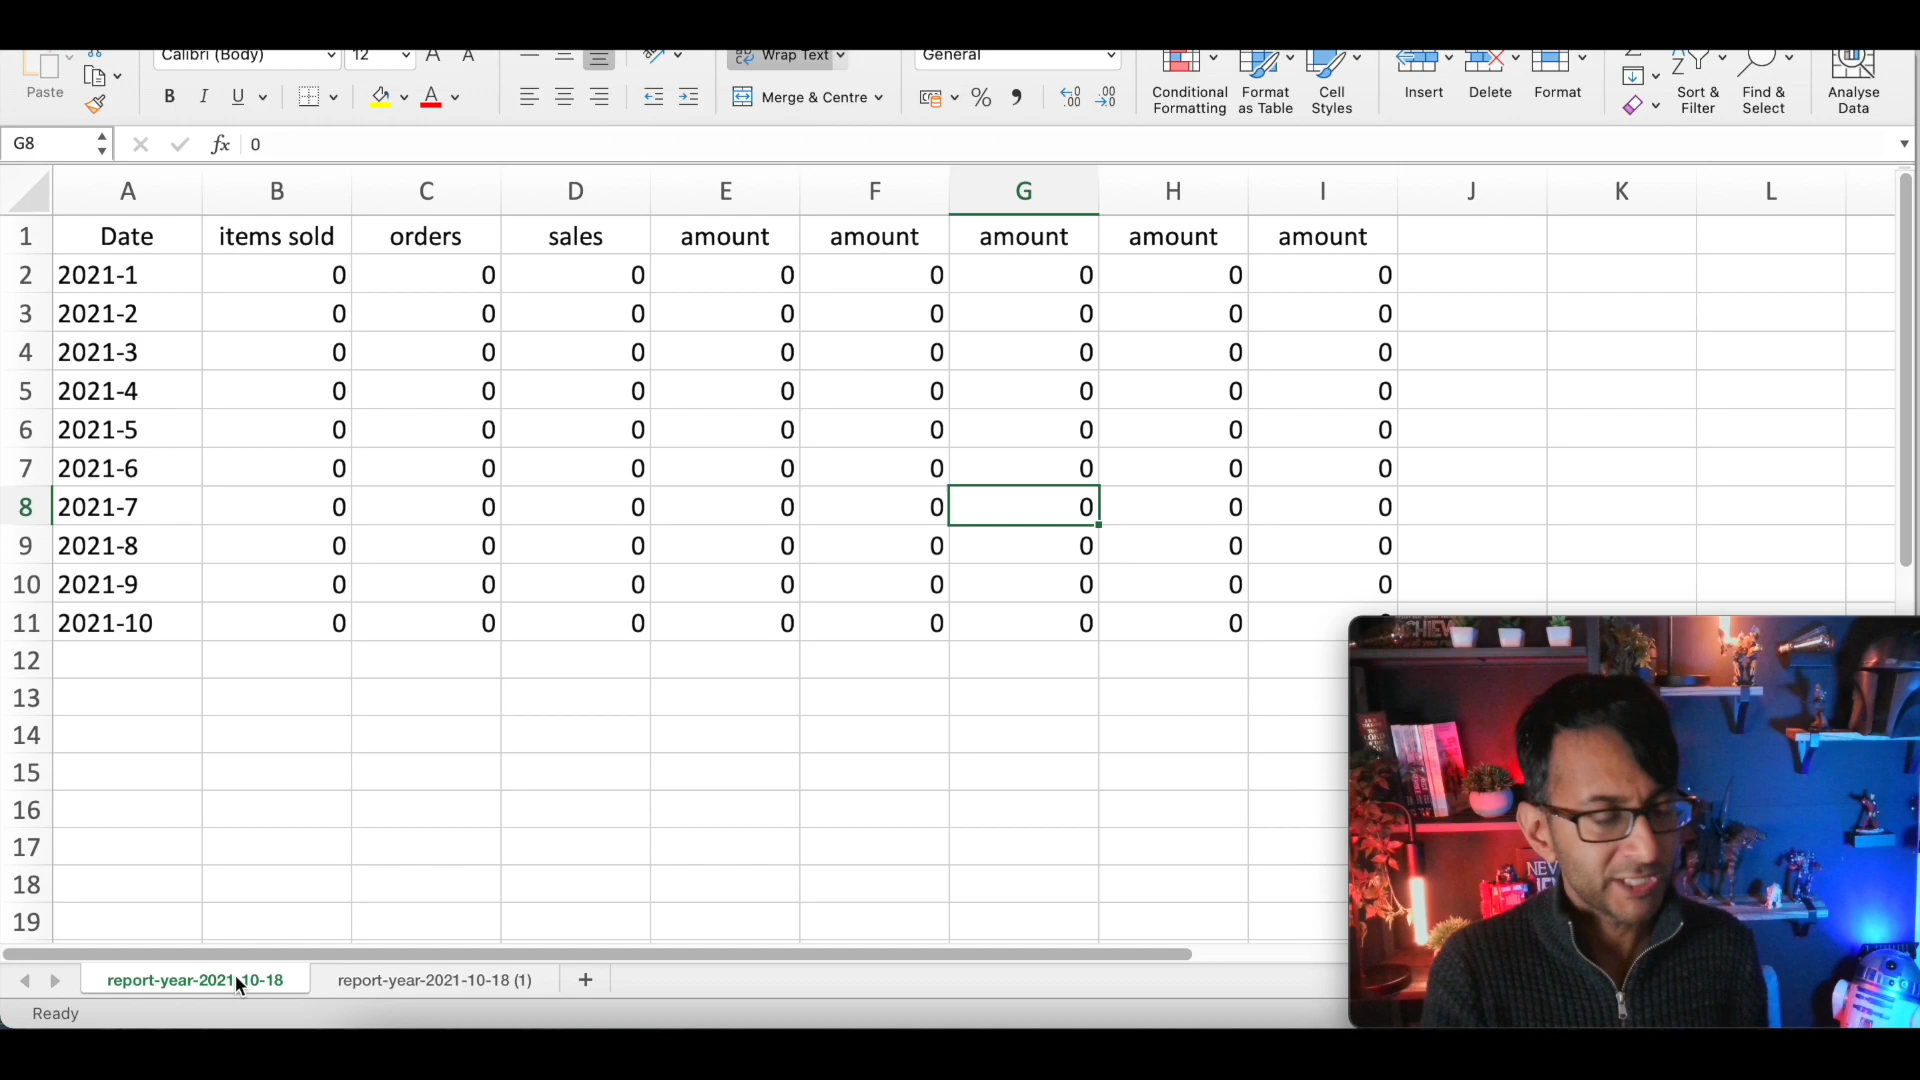 Calibri (Body) 12 Wrap Text General
Paste B I U Merge & Centre Conditional Formatting Format as Table Cell Styles Insert Delete Format Sort & Filter Find & Select Analyse Data
G8 fx 0
A B C D E F G H I J K L
1 Date items sold orders sales amount amount amount amount amount
2 2021-1 0 0 0 0 0 0 0 0
3 2021-2 0 0 0 0 0 0 0 0
4 2021-3 0 0 0 0 0 0 0 0
5 2021-4 0 0 0 0 0 0 0 0
6 2021-5 0 0 0 0 0 0 0 0
7 2021-6 0 0 0 0 0 0 0 0
8 2021-7 0 0 0 0 0 0 0 0
9 2021-8 0 0 0 0 0 0 0 0
10 2021-9 0 0 0 0 0 0 0 0
11 2021-10 0 0 0 0 0 0 0
12
13
14
15
16
17
18
19
report-year-2021-10-18 report-year-2021-10-18 (1) +
Ready